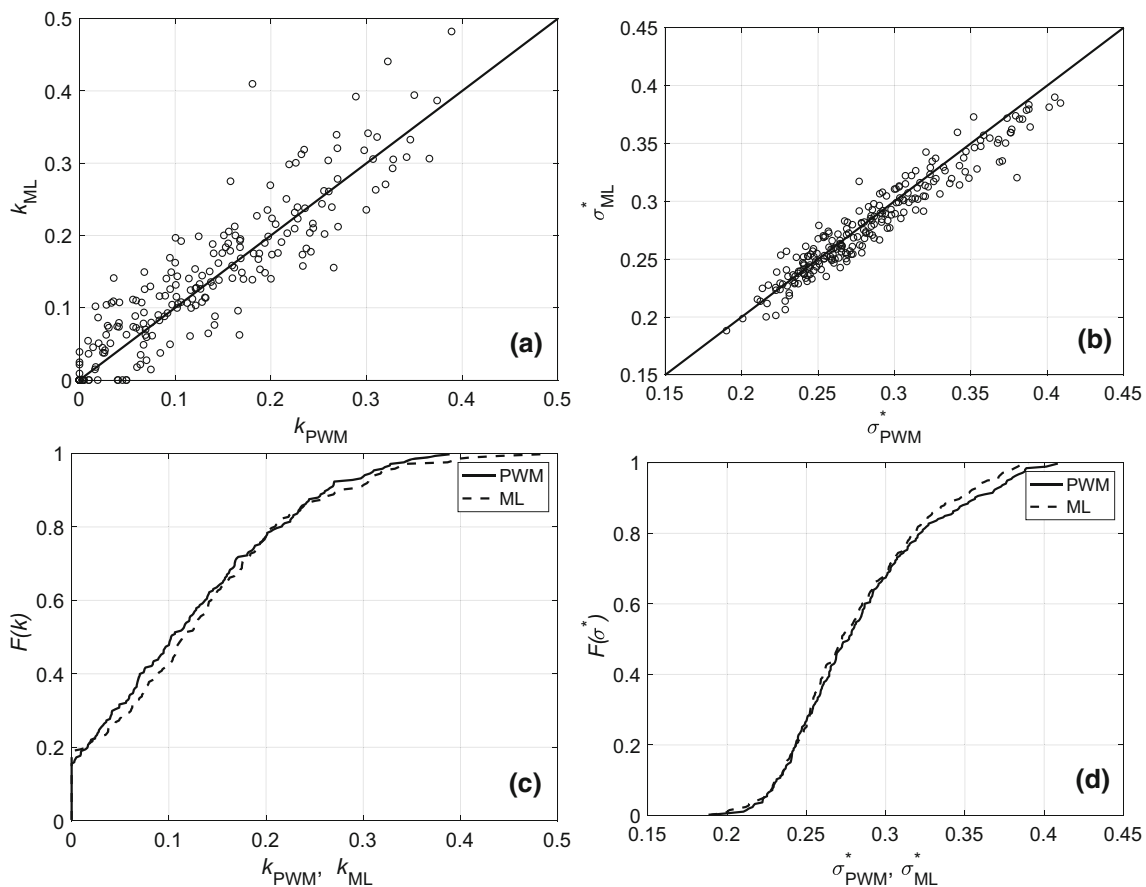 0.5
0.4
0.3
0.2
0.1
0
k_ML
0 0.1 0.2 0.3 0.4 0.5
k_PWM
(a)
0.45
0.4
0.35
0.3
0.25
0.2
0.15
σ*_ML
0.15 0.2 0.25 0.3 0.35 0.4 0.45
σ*_PWM
(b)
1
0.8
0.6
0.4
0.2
0
F(k)
PWM
ML
(c)
0 0.1 0.2 0.3 0.4 0.5
k_PWM, k_ML
1
0.8
0.6
0.4
0.2
0
F(σ*)
PWM
ML
(d)
0.15 0.2 0.25 0.3 0.35 0.4 0.45
σ*_PWM, σ*_ML